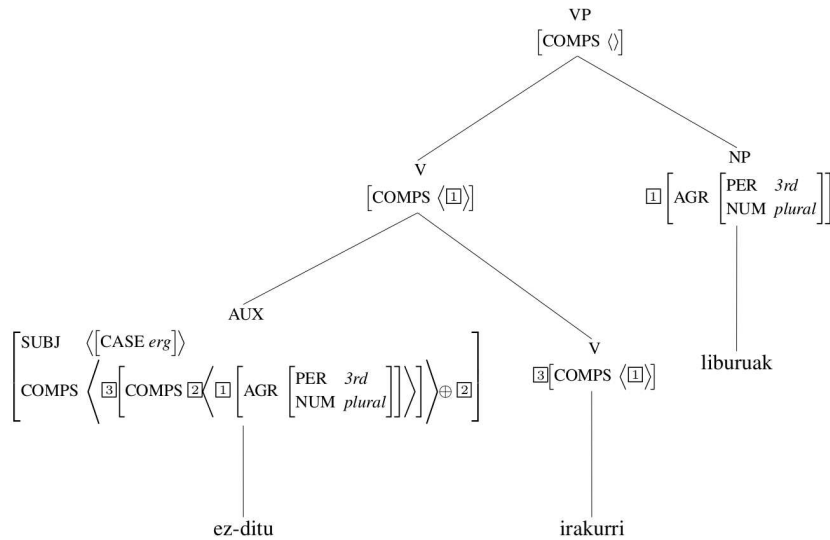 VP
[COMPS ⟨⟩]
V
[COMPS ⟨1⟩]
NP
1 [AGR [PER 3rd
NUM plural]]
AUX
[SUBJ ⟨[CASE erg]⟩
COMPS ⟨3[COMPS 2⟨1[AGR [PER 3rd
NUM plural]]⟩]⟩ ⊕ 2]
V
3[COMPS ⟨1⟩]
liburuak
ez-ditu
irakurri